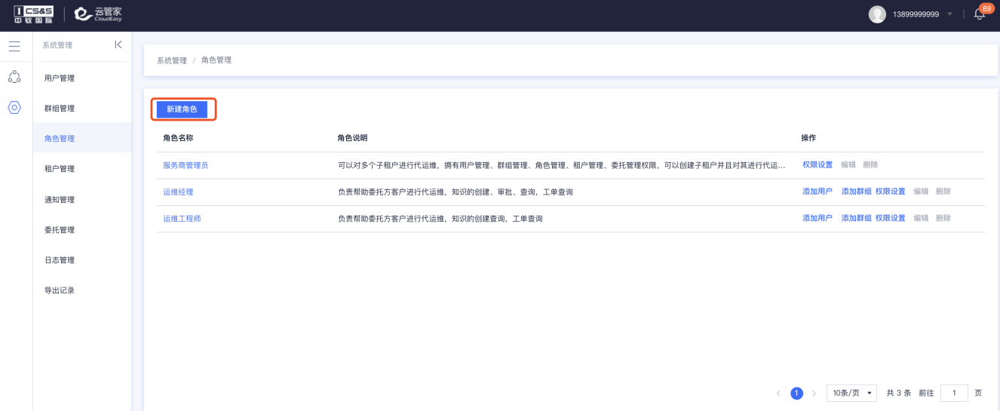 ICS&S
中软国际
云管家
CloudEasy
13899999999
89
系统管理
用户管理
群组管理
角色管理
租户管理
通知管理
委托管理
日志管理
导出记录
系统管理 / 角色管理
新建角色
角色名称 角色说明 操作
服务商管理员 可以对多个子租户进行代运维，拥有用户管理、群组管理、角色管理、租户管理、委托管理权限，可以创建子租户并且对其进行代运... 权限设置 编辑 删除
运维经理 负责帮助委托方客户进行代运维，知识的创建、审批、查询，工单查询 添加用户 添加群组 权限设置 编辑 删除
运维工程师 负责帮助委托方客户进行代运维，知识的创建查询，工单查询 添加用户 添加群组 权限设置 编辑 删除
< 1 > 10条/页 共 3 条 前往 1 页